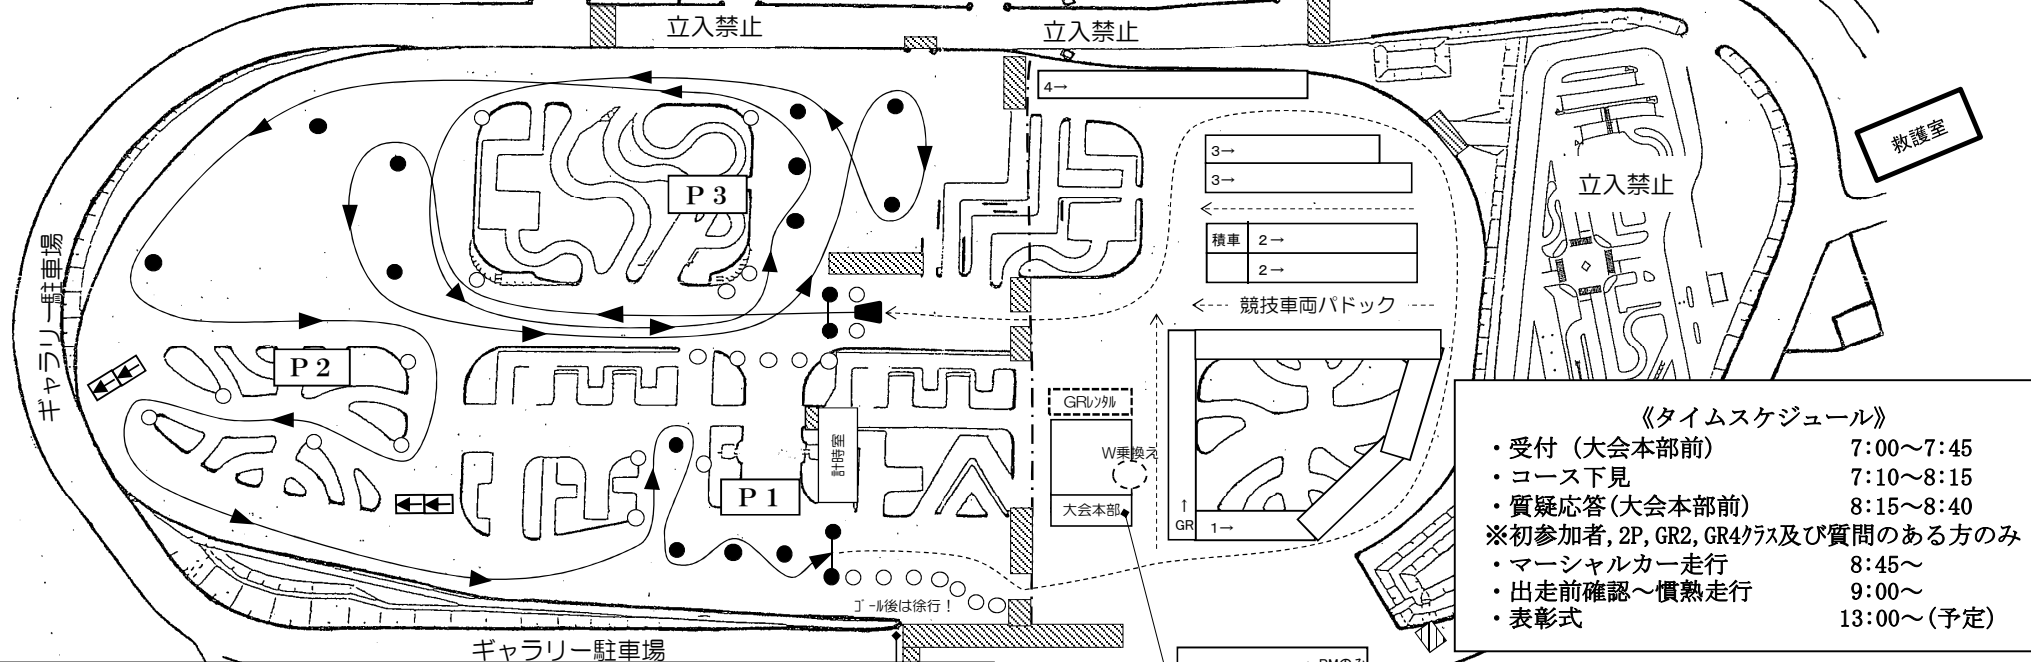 立入禁止
立入禁止
4→
救護室
3→
3→
立入禁止
P 3
積車 2→
2→
競技車両パドック
ギャラリー駐車場
P 2
GRﾚﾝﾀﾙ
W乗換え
計時室
P 1
大会本部
↑
GR
1→
ｺﾞｰﾙ後は徐行！
ギャラリー駐車場
《タイムスケジュール》
・受付（大会本部前） 7:00～7:45
・コース下見 7:10～8:15
・質疑応答(大会本部前) 8:15～8:40
※初参加者,2P,GR2,GR4ｸﾗｽ及び質問のある方のみ
・マーシャルカー走行 8:45～
・出走前確認～慣熟走行 9:00～
・表彰式 13:00～(予定)